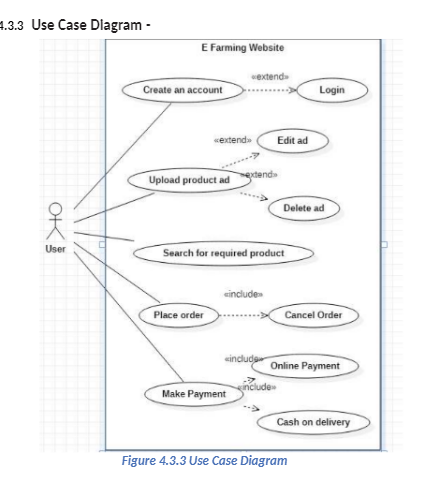 4.3.3 Use Case Diagram -
E Farming Website
«extend»
Create an account
Login
«extend»
Edit ad
Upload product ad
«extend»
Delete ad
User
Search for required product
«include»
Place order
Cancel Order
«include»
Online Payment
Make Payment
«include»
Cash on delivery
Figure 4.3.3 Use Case Diagram